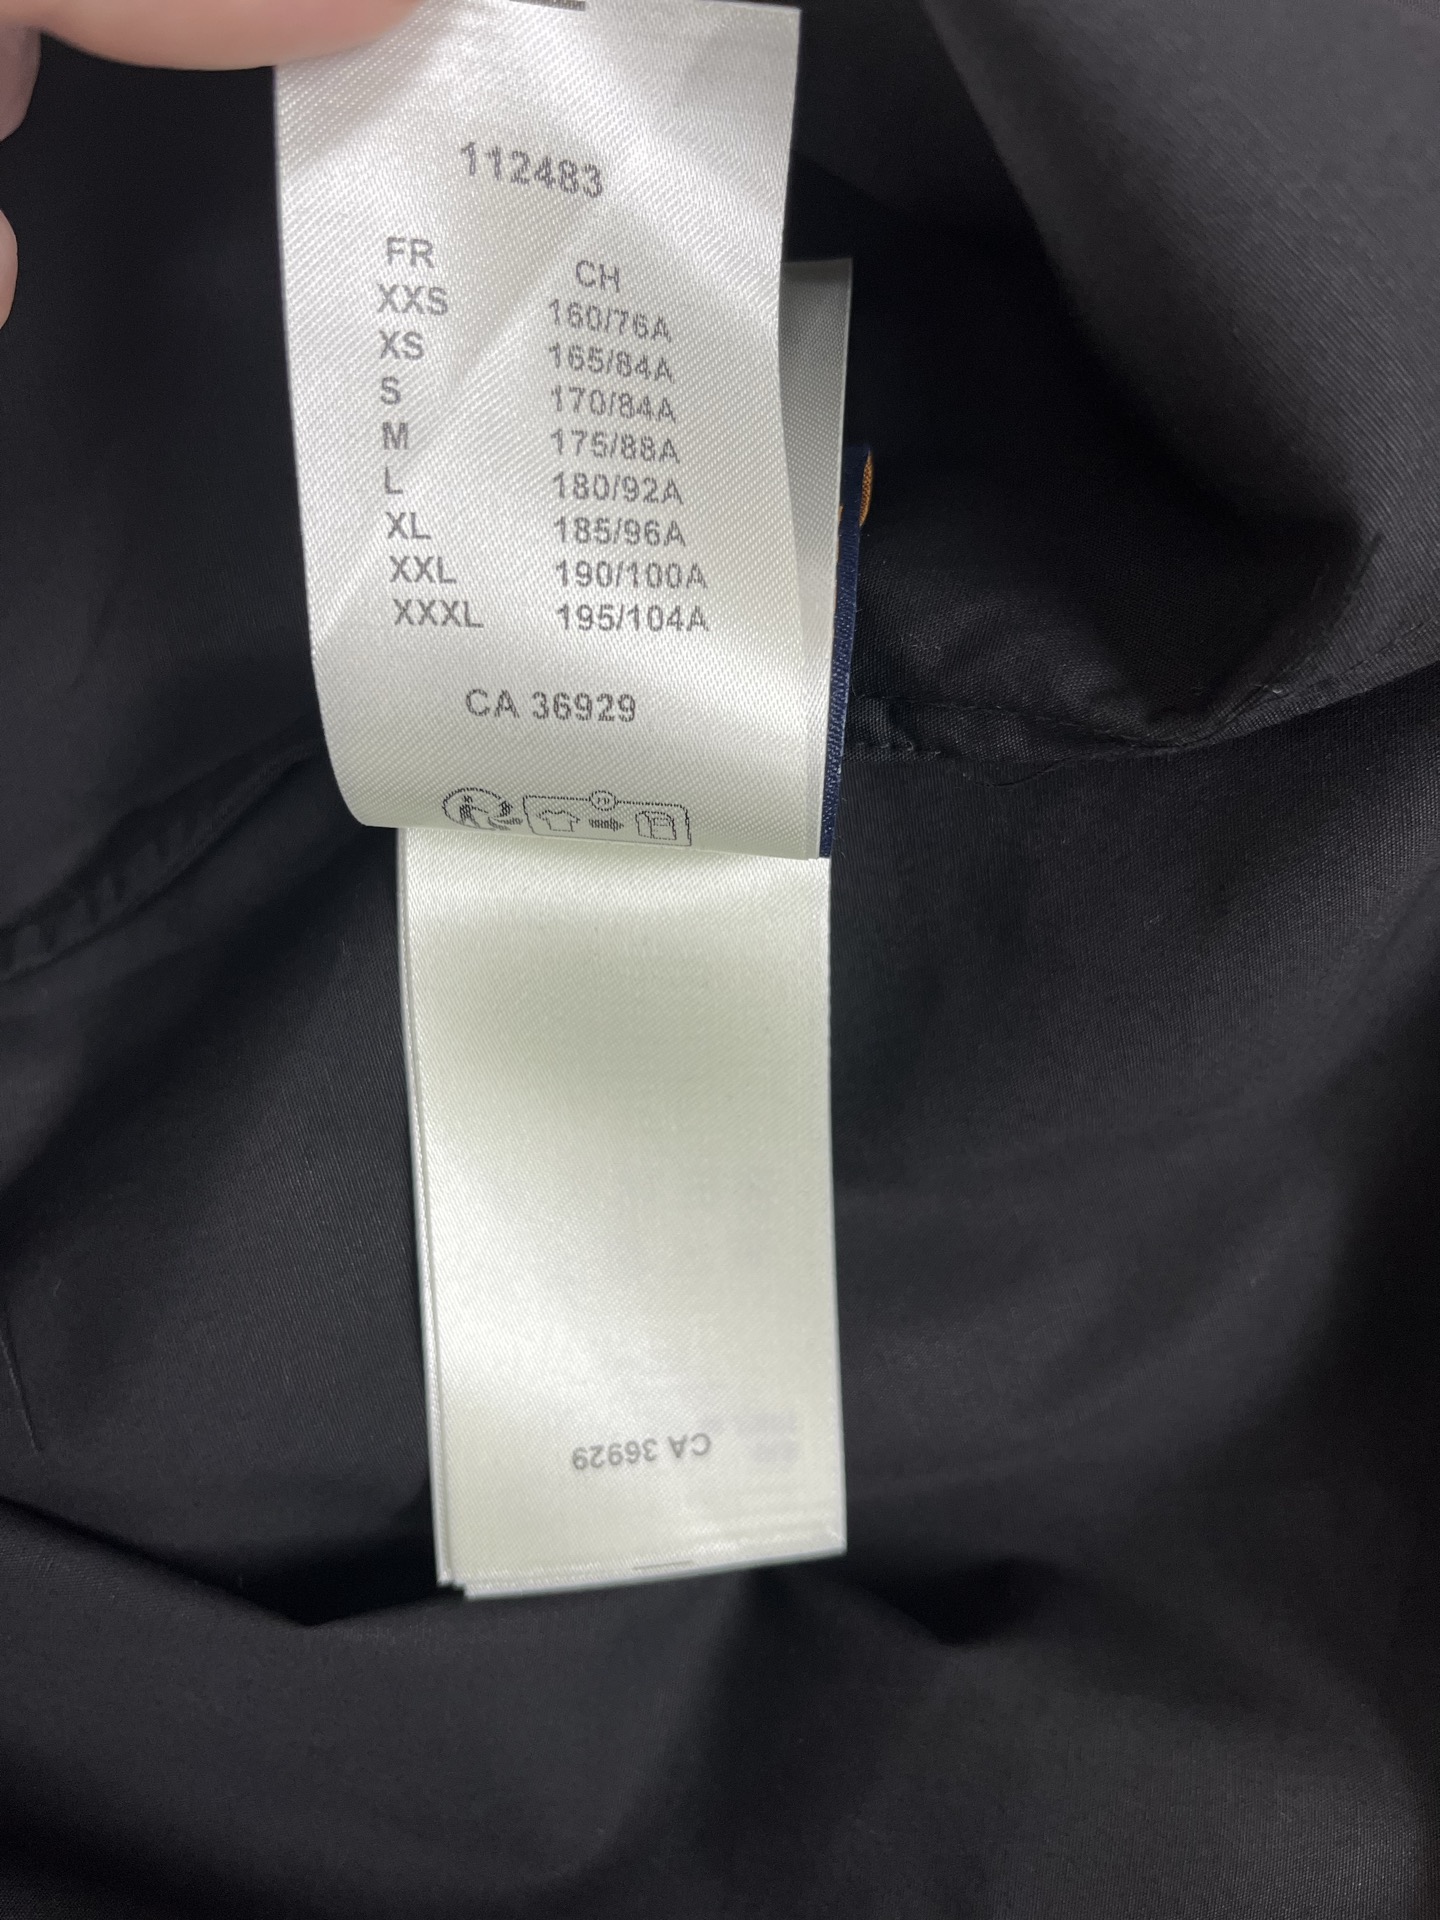 112483
FR CH
XXS 160/76A
XS 165/84A
S 170/84A
M 175/88A
L 180/92A
XL 185/96A
XXL 190/100A
XXXL 195/104A
CA 36929
CA 36929